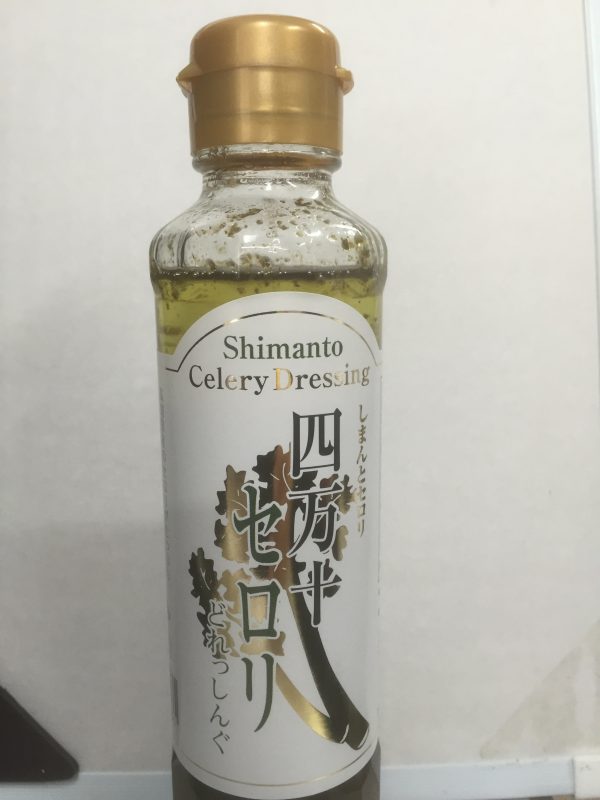 Shimanto
Celery Dressing
しまんとセロリ
四万十
セロリ
どれっしんぐ